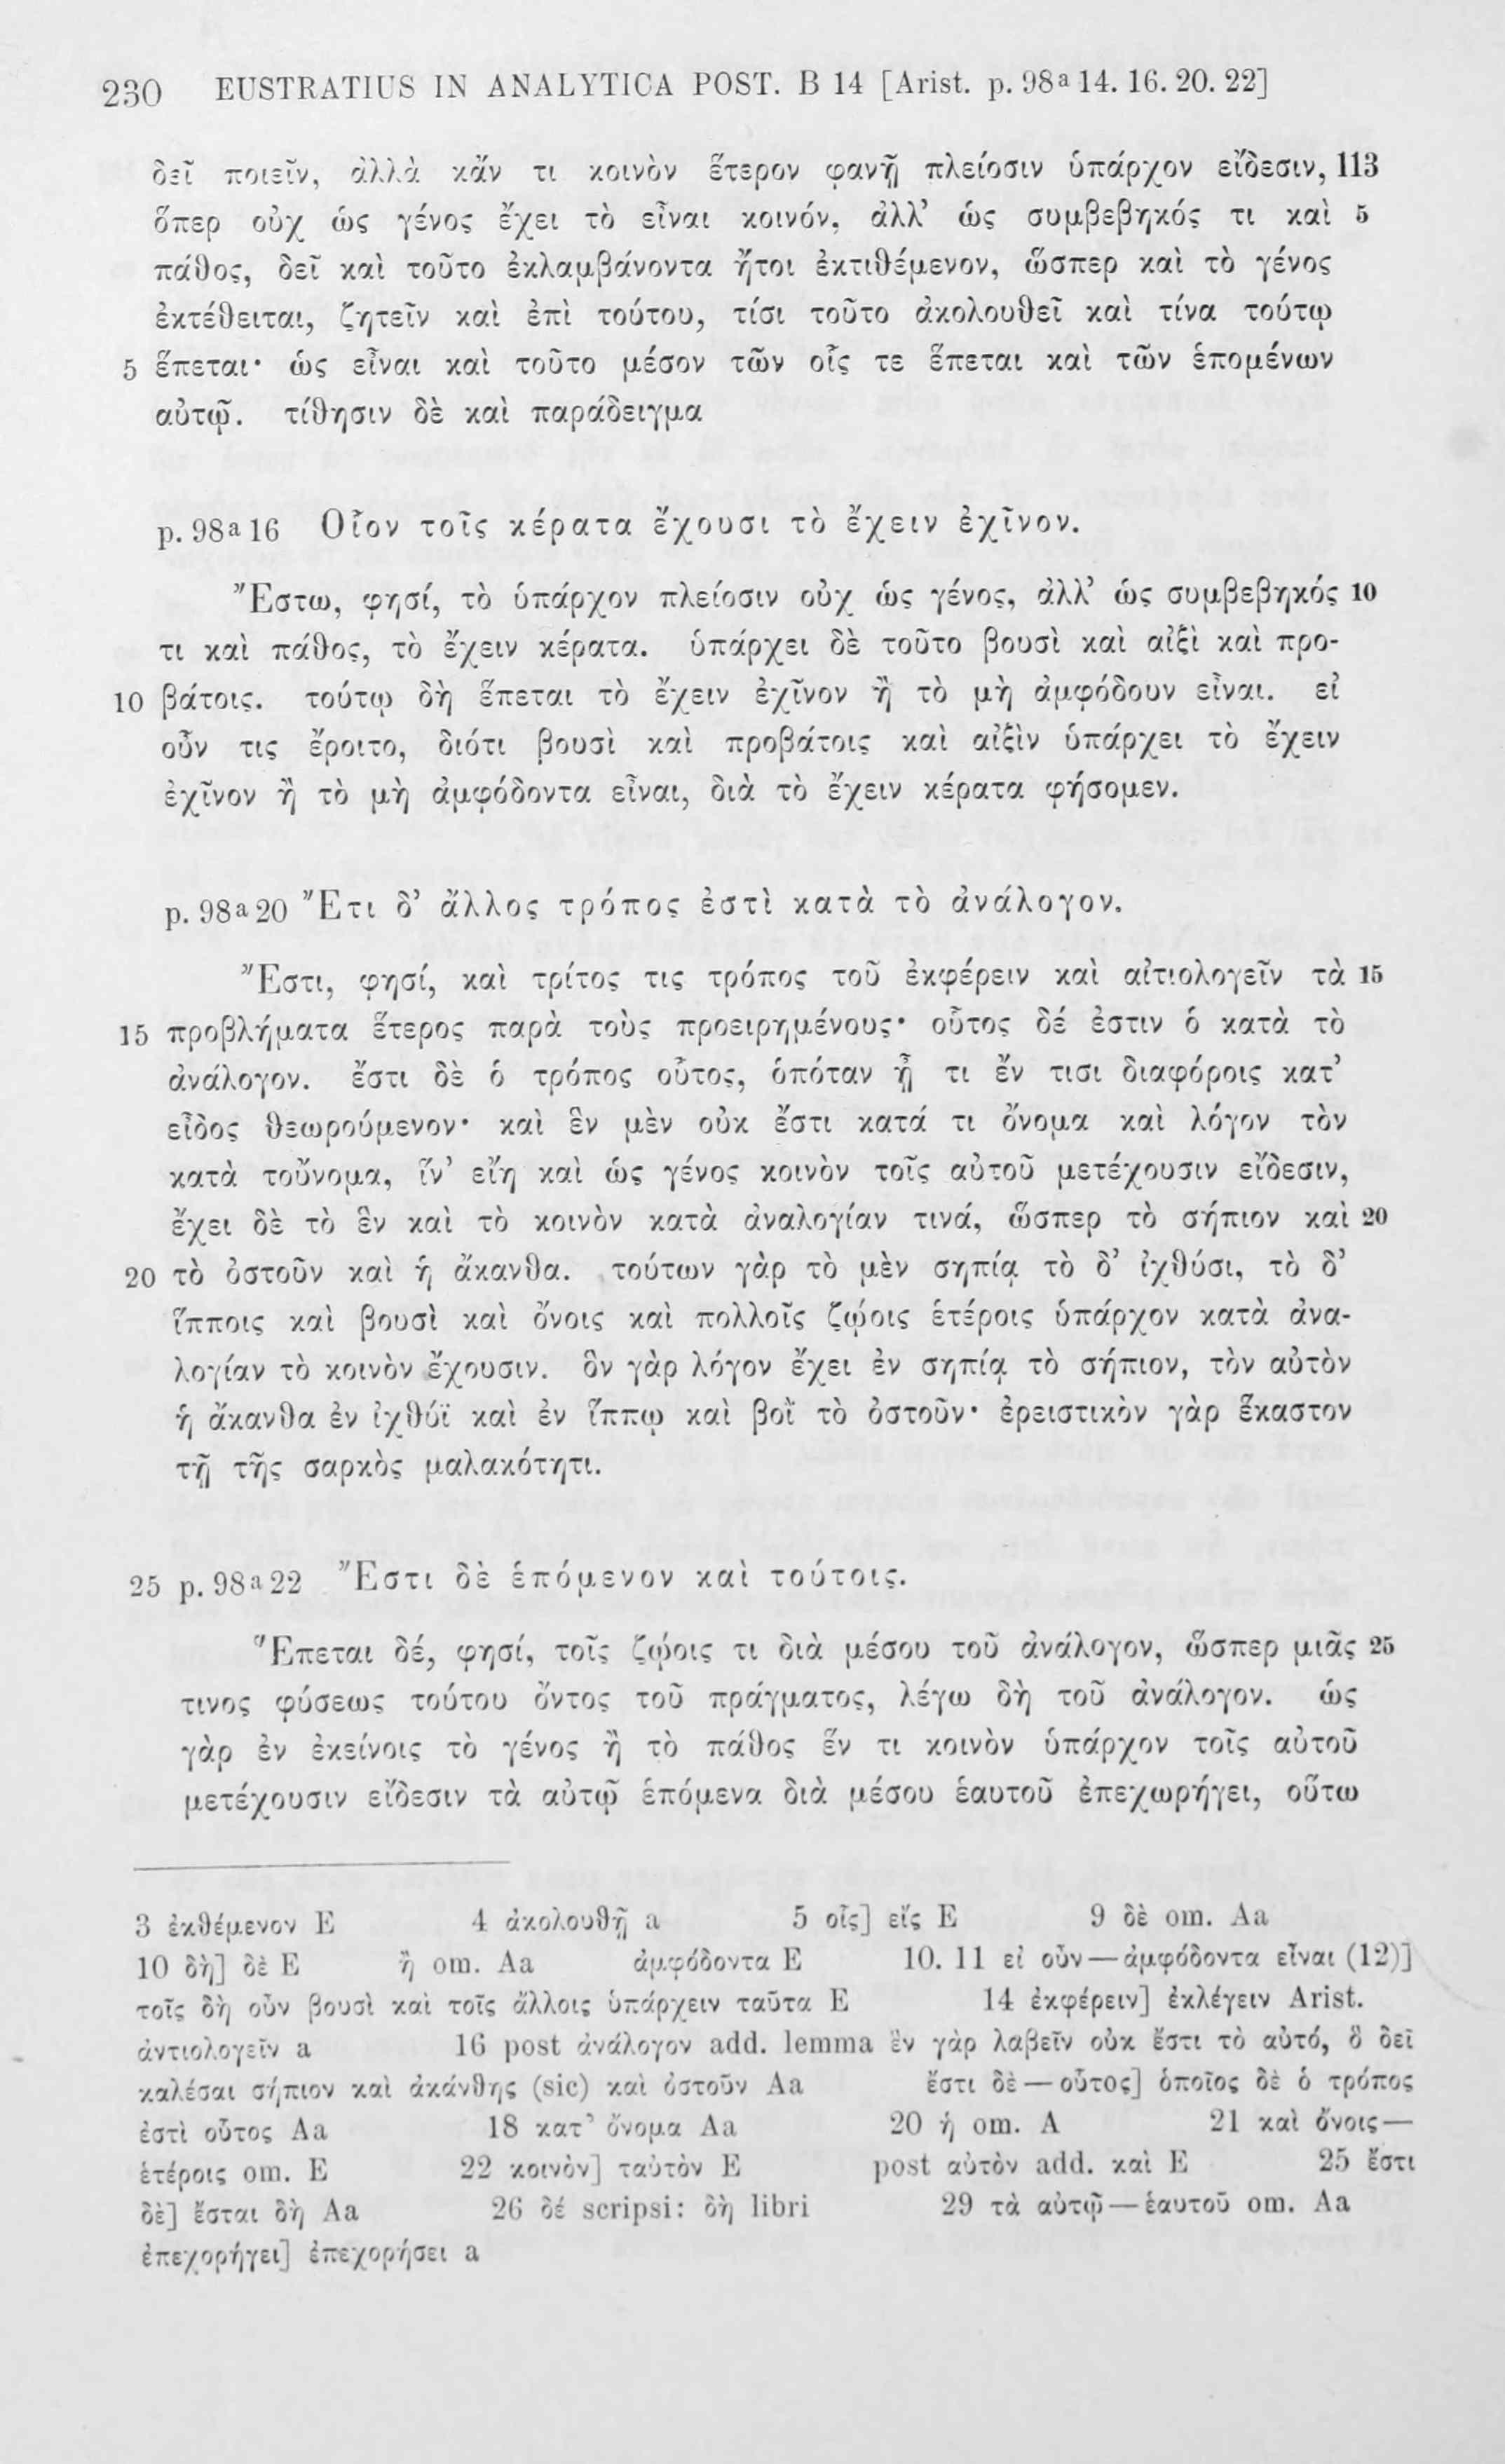 230 EUSTRATIUS IN ANALYTICA POST. B 14 [Arist. p. 98ª14. 16. 20. 22]
δεῖ ποιεῖν, ἀλλὰ κἄν τι κοινὸν ἕτερον φανῇ πλείοσιν ὑπάρχον εἴδεσιν, 113
ὅπερ οὐχ ὡς γένος ἔχει τὸ εἶναι κοινόν, ἀλλ’ ὡς συμβεβηκός τι καὶ 5
πάθος, δεῖ καὶ τοῦτο ἐκλαμβάνοντα ἤτοι ἐκτιθέμενον, ὥσπερ καὶ τὸ γένος
ἐκτέθειται, ζητεῖν καὶ ἐπὶ τούτου, τίσι τοῦτο ἀκολουθεῖ καὶ τίνα τούτῳ
5 ἕπεται· ὡς εἶναι καὶ τοῦτο μέσον τῶν οἷς τε ἕπεται καὶ τῶν ἑπομένων
αὐτῷ. τίθησιν δὲ καὶ παράδειγμα
p. 98ª16 Οἷον τοῖς κέρατα ἔχουσι τὸ ἔχειν ἐχῖνον.
Ἔστω, φησί, τὸ ὑπάρχον πλείοσιν οὐχ ὡς γένος, ἀλλ’ ὡς συμβεβηκός 10
τι καὶ πάθος, τὸ ἔχειν κέρατα. ὑπάρχει δὲ τοῦτο βουσὶ καὶ αἰξὶ καὶ προ-
10 βάτοις. τούτῳ δὴ ἕπεται τὸ ἔχειν ἐχῖνον ἢ τὸ μὴ ἀμφόδουν εἶναι. εἰ
οὖν τις ἔροιτο, διότι βουσὶ καὶ προβάτοις καὶ αἰξὶν ὑπάρχει τὸ ἔχειν
ἐχῖνον ἢ τὸ μὴ ἀμφόδοντα εἶναι, διὰ τὸ ἔχειν κέρατα φήσομεν.
p. 98ª20 Ἔτι δ’ ἄλλος τρόπος ἐστὶ κατὰ τὸ ἀνάλογον.
Ἔστι, φησί, καὶ τρίτος τις τρόπος τοῦ ἐκφέρειν καὶ αἰτιολογεῖν τὰ 15
15 προβλήματα ἕτερος παρὰ τοὺς προειρημένους· οὗτος δέ ἐστιν ὁ κατὰ τὸ
ἀνάλογον. ἔστι δὲ ὁ τρόπος οὗτος, ὁπόταν ᾖ τι ἔν τισι διαφόροις κατ’
εἶδος θεωρούμενον· καὶ ἓν μὲν οὐκ ἔστι κατά τι ὄνομα καὶ λόγον τὸν
κατὰ τοὔνομα, ἵν’ εἴη καὶ ὡς γένος κοινὸν τοῖς αὐτοῦ μετέχουσιν εἴδεσιν,
ἔχει δὲ τὸ ἓν καὶ τὸ κοινὸν κατὰ ἀναλογίαν τινά, ὥσπερ τὸ σήπιον καὶ 20
20 τὸ ὀστοῦν καὶ ἡ ἄκανθα. τούτων γὰρ τὸ μὲν σηπίᾳ τὸ δ’ ἰχθύσι, τὸ δ’
ἵπποις καὶ βουσὶ καὶ ὄνοις καὶ πολλοῖς ζῴοις ἑτέροις ὑπάρχον κατὰ ἀνα-
λογίαν τὸ κοινὸν ἔχουσιν. ὃν γὰρ λόγον ἔχει ἐν σηπίᾳ τὸ σήπιον, τὸν αὐτὸν
ἡ ἄκανθα ἐν ἰχθύϊ καὶ ἐν ἵππῳ καὶ βοῒ τὸ ὀστοῦν· ἐρειστικὸν γὰρ ἕκαστον
τῇ τῆς σαρκὸς μαλακότητι.
25 p. 98ª22 Ἔστι δὲ ἑπόμενον καὶ τούτοις.
Ἕπεται δέ, φησί, τοῖς ζῴοις τι διὰ μέσου τοῦ ἀνάλογον, ὥσπερ μιᾶς 25
τινος φύσεως τούτου ὄντος τοῦ πράγματος, λέγω δὴ τοῦ ἀνάλογον. ὡς
γὰρ ἐν ἐκείνοις τὸ γένος ἢ τὸ πάθος ἕν τι κοινὸν ὑπάρχον τοῖς αὐτοῦ
μετέχουσιν εἴδεσιν τὰ αὐτῷ ἑπόμενα διὰ μέσου ἑαυτοῦ ἐπεχωρήγει, οὕτω
3 ἐκθέμενον E 4 ἀκολουθῇ a 5 οἷς] εἴς E 9 δὲ om. Aa
10 δὴ] δὲ E ἢ om. Aa ἀμφόδοντα E 10. 11 εἰ οὖν — ἀμφόδοντα εἶναι (12)]
τοῖς δὴ οὖν βουσὶ καὶ τοῖς ἄλλοις ὑπάρχειν ταῦτα E 14 ἐκφέρειν] ἐκλέγειν Arist.
ἀντιολογεῖν a 16 post ἀνάλογον add. lemma ἓν γὰρ λαβεῖν οὐκ ἔστι τὸ αὐτό, ὃ δεῖ
καλέσαι σήπιον καὶ ἀκάνθης (sic) καὶ ὀστοῦν Aa ἔστι δὲ — οὗτος] ὁποῖος δὲ ὁ τρόπος
ἐστὶ οὗτος Aa 18 κατ’ ὄνομα Aa 20 ἡ om. A 21 καὶ ὄνοις —
ἑτέροις om. E 22 κοινὸν] ταὐτὸν E post αὐτὸν add. καὶ E 25 ἔστι
δὲ] ἔσται δὴ Aa 26 δέ scripsi: δὴ libri 29 τὰ αὐτῷ — ἑαυτοῦ om. Aa
ἐπεχορήγει] ἐπεχορήσει a